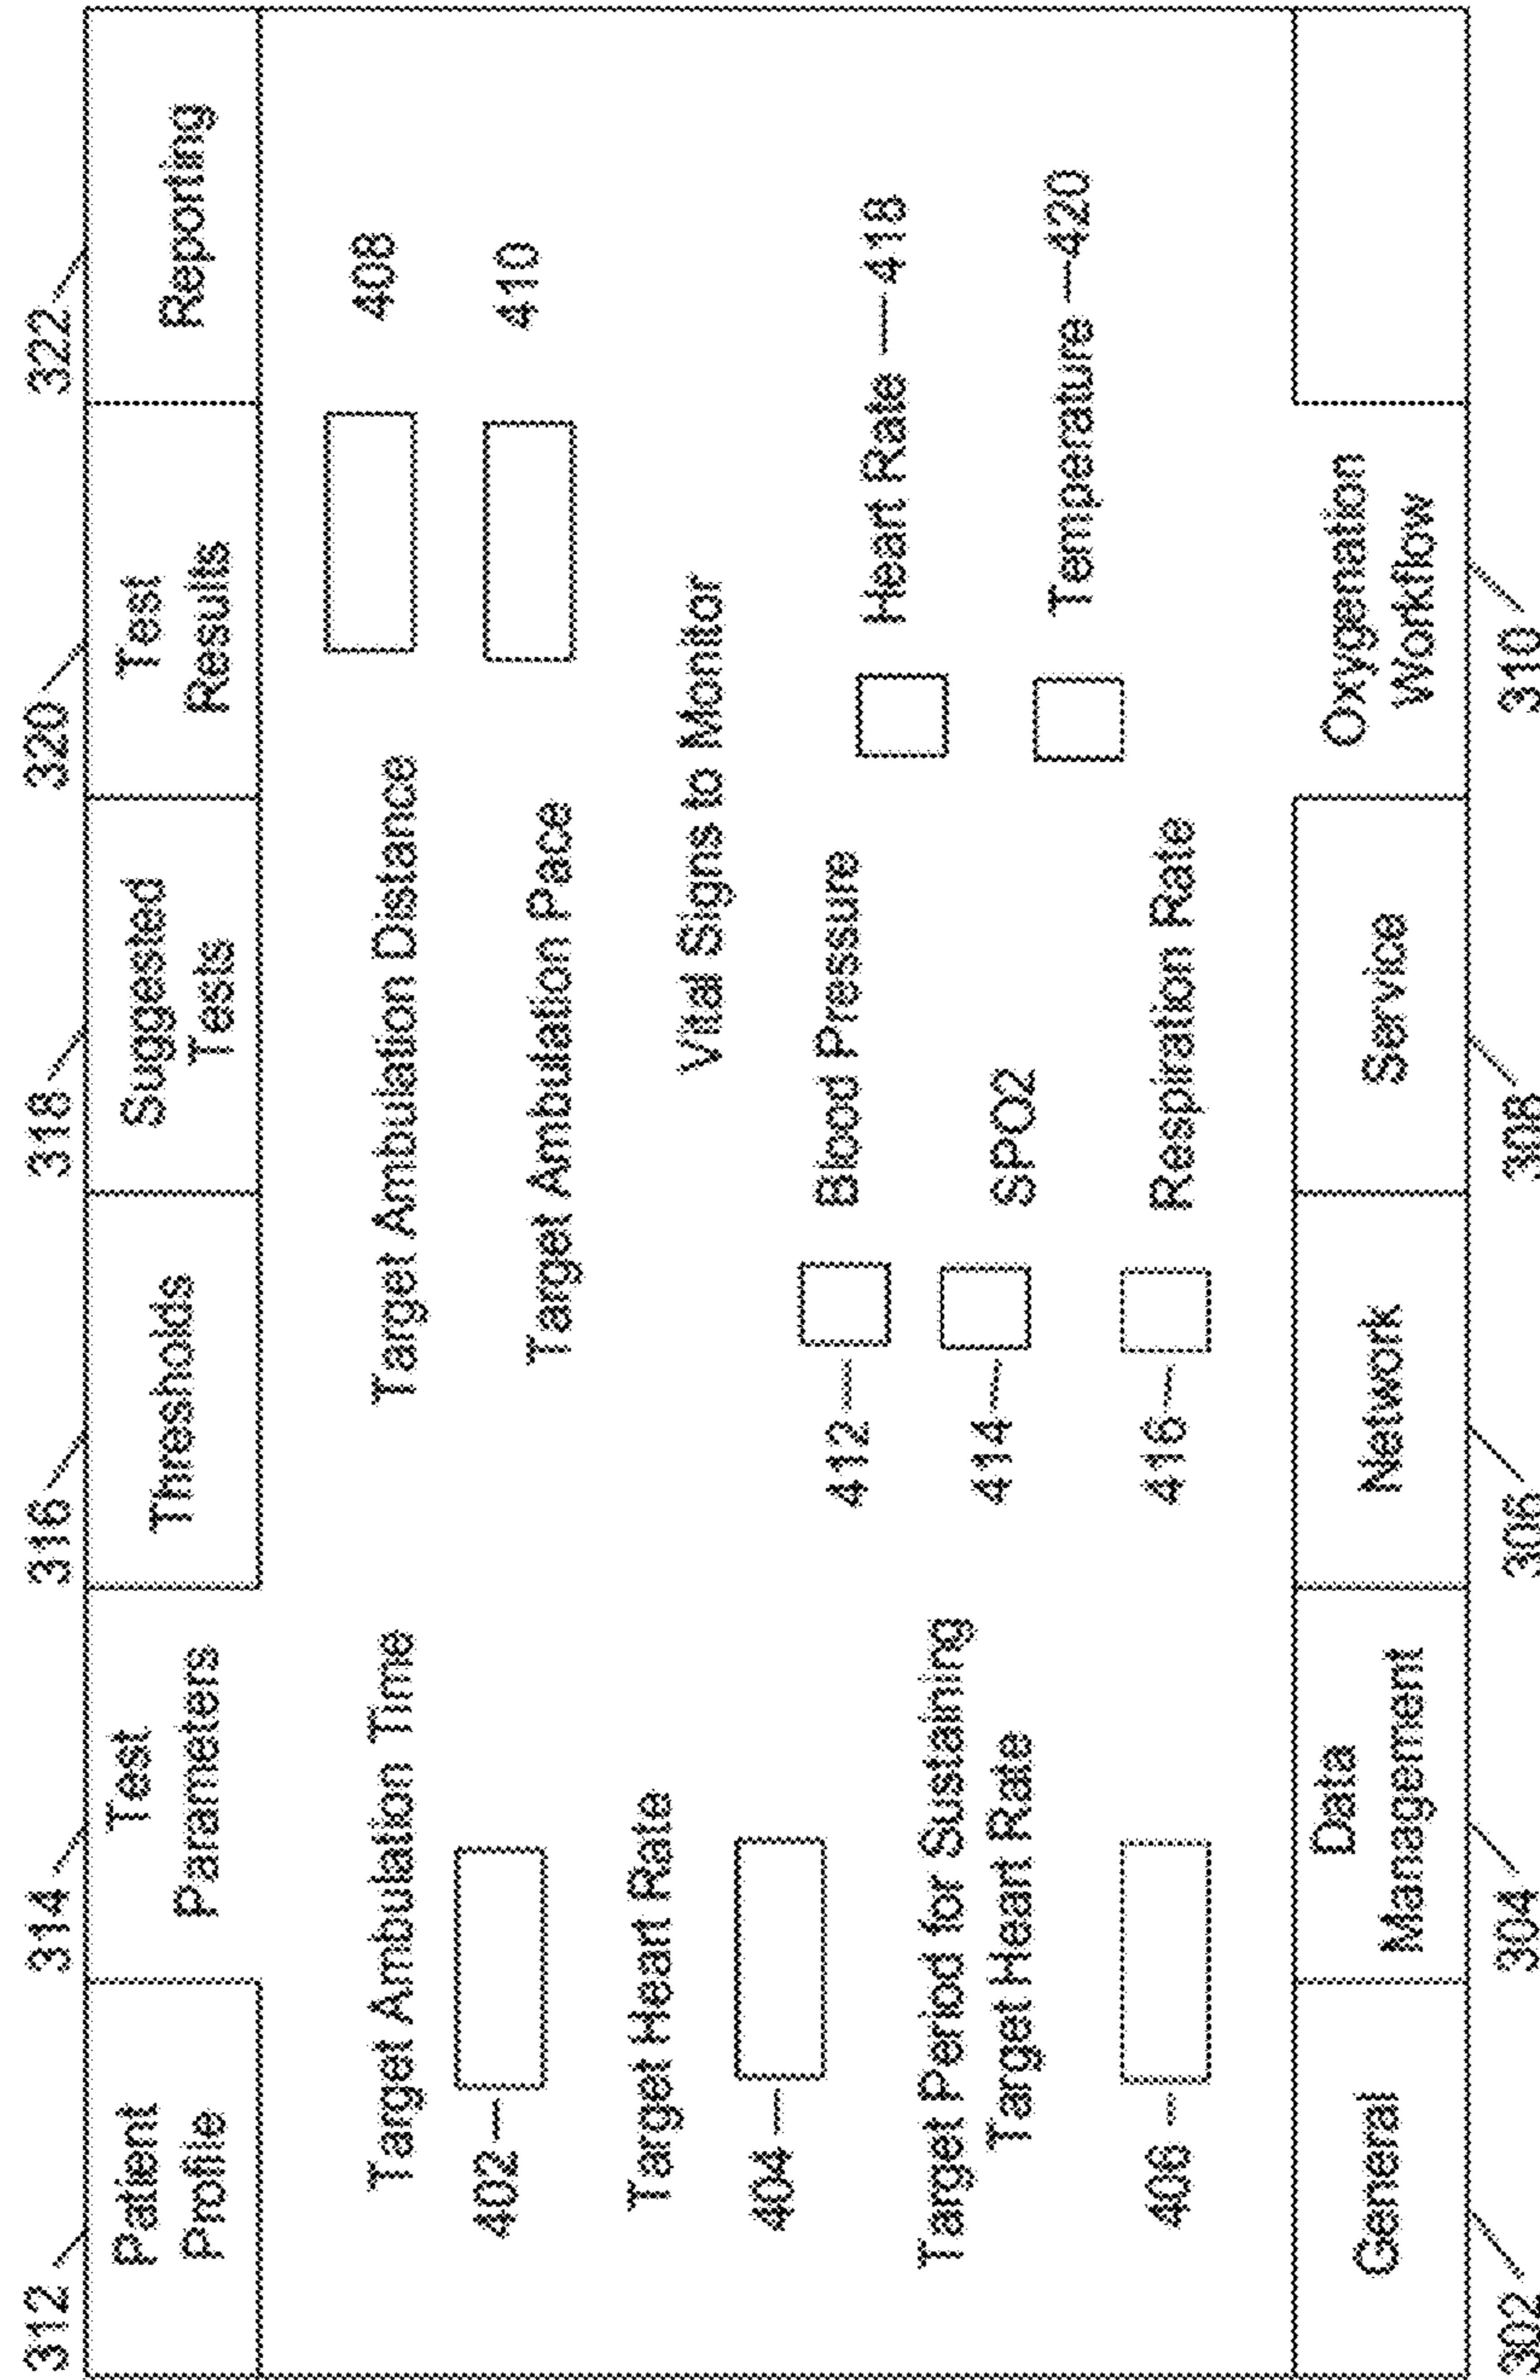 312
314
316
318
320
322
Patient
Profile
Test
Parameters
Thresholds
Suggested
Tests
Test
Results
Reporting
Target Ambulation Time
402
Target Heart Rate
404
Target Period for Sustaining
Target Heart Rate
406
Target Ambulation Distance
408
Target Ambulation Pace
410
Vital Signs to Monitor
412
Blood Pressure
Heart Rate
418
414
SPO2
Temperature
420
416
Respiration Rate
General
Data
Management
Network
Service
Oxygenation
Workflow
302
304
306
308
310